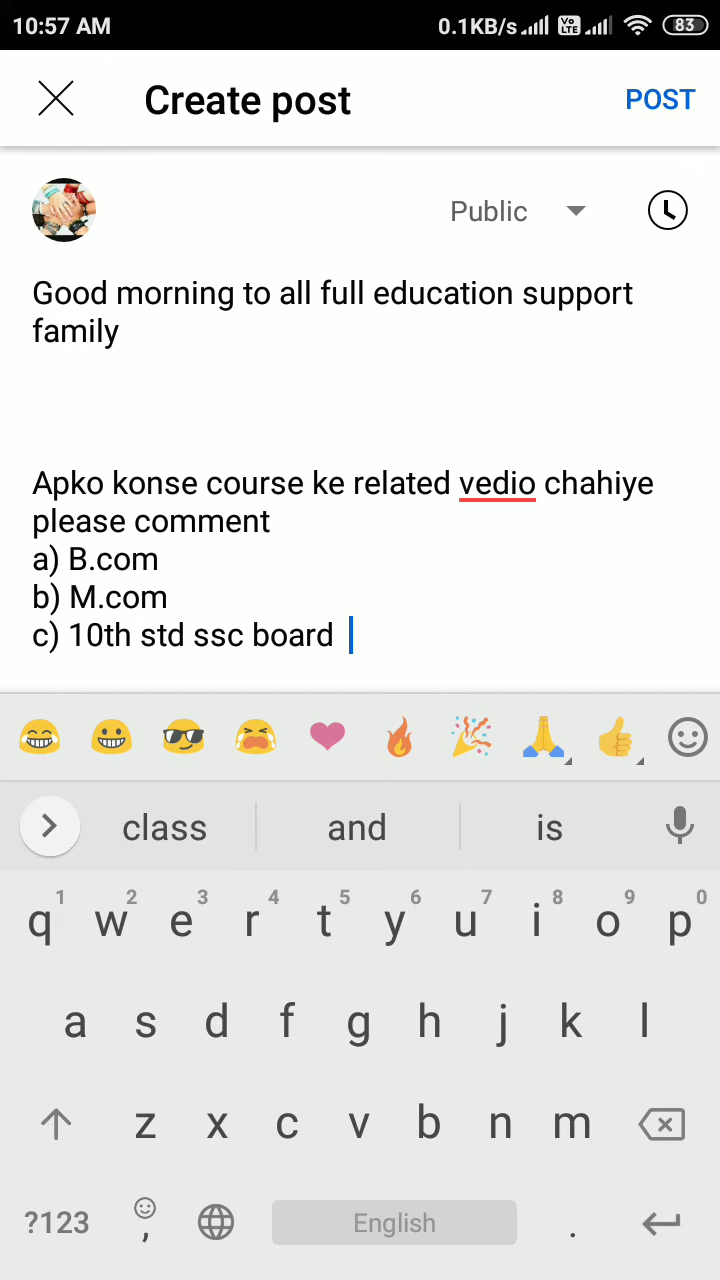 10:57 AM 0.1KB/s Vo LTE 83
Create post POST
Public
Good morning to all full education support
family
Apko konse course ke related vedio chahiye
please comment
a) B.com
b) M.com
c) 10th std ssc board
class and is
q 1 w 2 e 3 r 4 t 5 y 6 u 7 i 8 o 9 p 0
a s d f g h j k l
z x c v b n m
?123 , English .